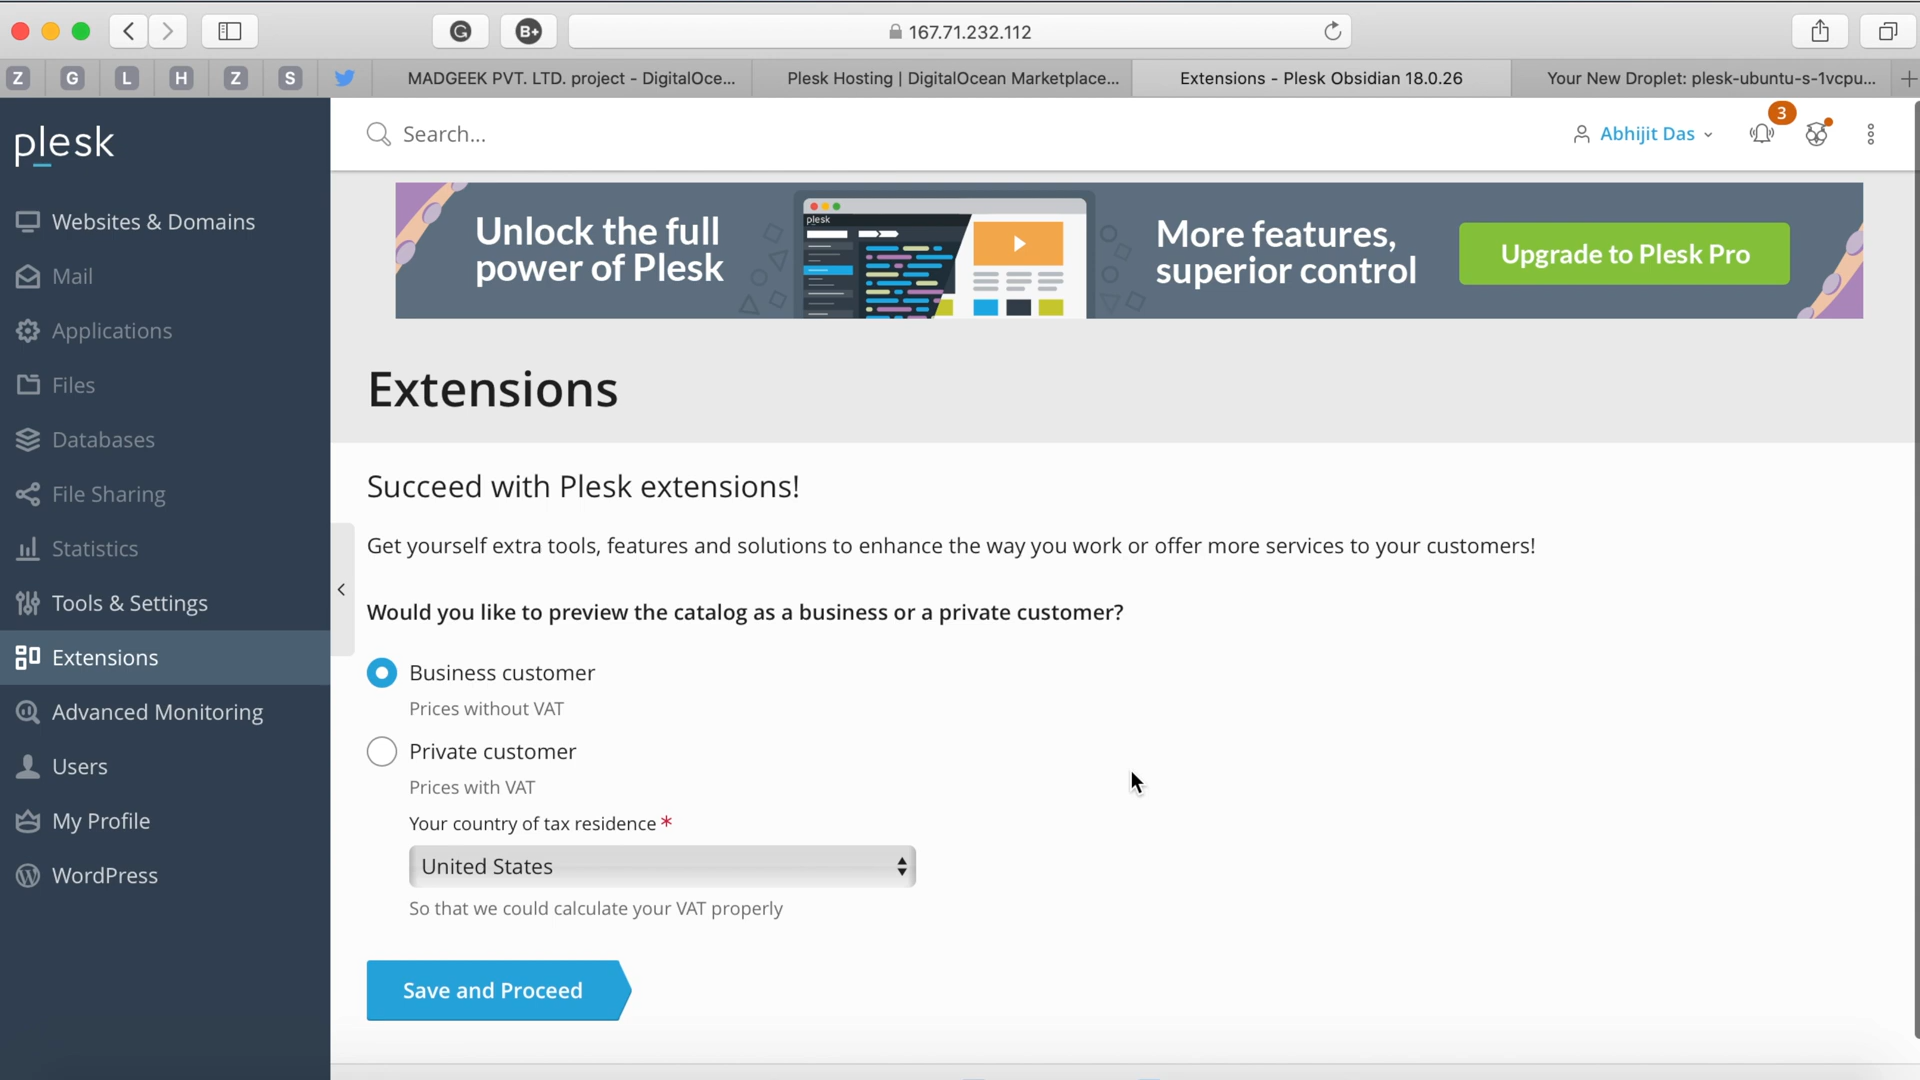 G
B+
167.71.232.112
Z
G
L
H
Z
S
MADGEEK PVT. LTD. project - DigitalOce...
Plesk Hosting | DigitalOcean Marketplace...
Extensions - Plesk Obsidian 18.0.26
Your New Droplet: plesk-ubuntu-s-1vcpu...
plesk
Search...
Abhijit Das
3
Websites & Domains
Mail
Applications
Files
Databases
File Sharing
Statistics
Tools & Settings
Extensions
Advanced Monitoring
Users
My Profile
WordPress
Unlock the full
power of Plesk
plesk
More features,
superior control
Upgrade to Plesk Pro
Extensions
Succeed with Plesk extensions!
Get yourself extra tools, features and solutions to enhance the way you work or offer more services to your customers!
Would you like to preview the catalog as a business or a private customer?
Business customer
Prices without VAT
Private customer
Prices with VAT
Your country of tax residence *
United States
So that we could calculate your VAT properly
Save and Proceed